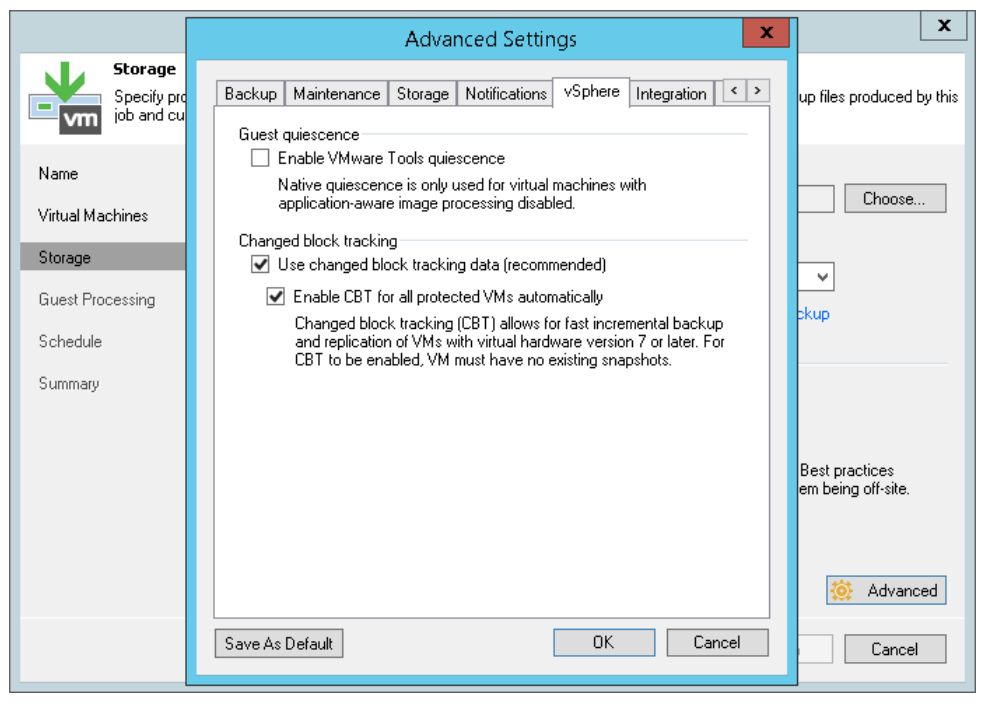 X
Advanced Settings
X
Storage
Specify pro
job and cu
up files produced by this
vm
Backup Maintenance Storage Notifications vSphere Integration < >
Name
Virtual Machines
Storage
Guest Processing
Schedule
Summary
Guest quiescence
Enable VMware Tools quiescence
Native quiescence is only used for virtual machines with
application-aware image processing disabled.
Changed block tracking
Use changed block tracking data (recommended)
Enable CBT for all protected VMs automatically
Changed block tracking (CBT) allows for fast incremental backup
and replication of VMs with virtual hardware version 7 or later. For
CBT to be enabled, VM must have no existing snapshots.
Save As Default OK Cancel
Choose...
ckup
Best practices
em being off-site.
Advanced
Cancel